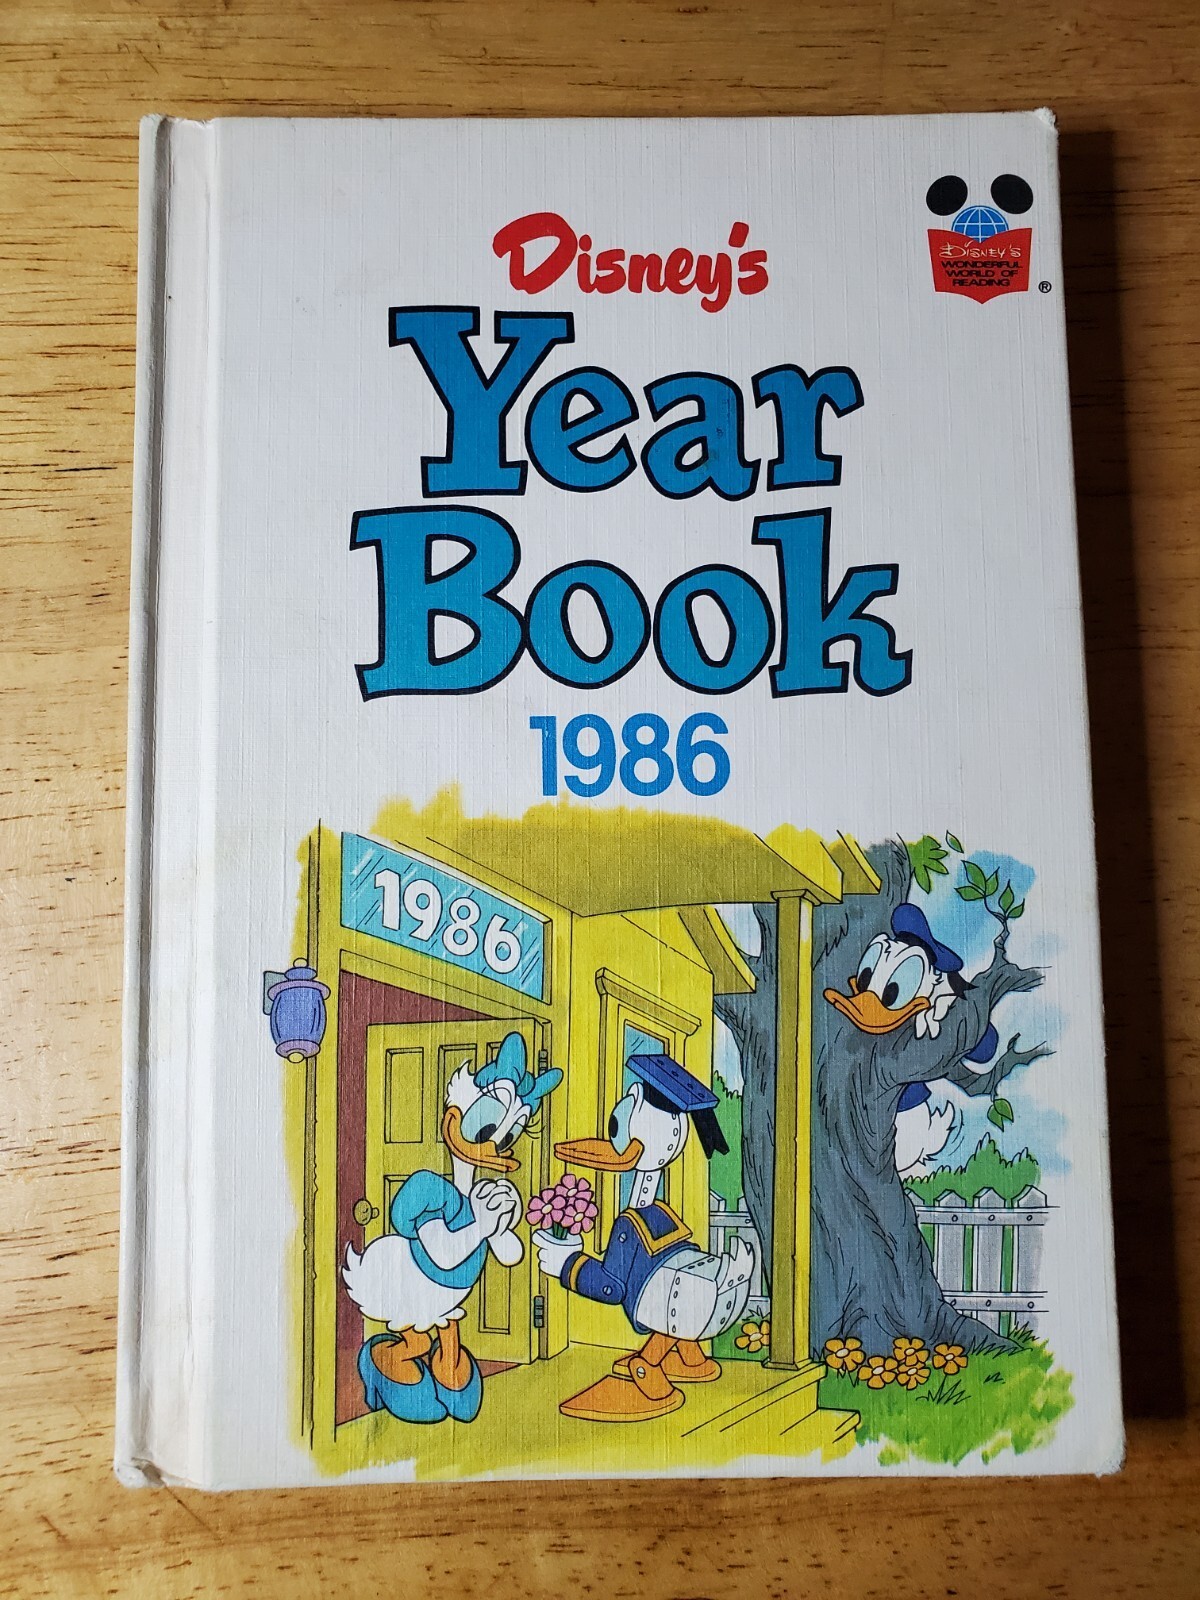 Disney's
Year
Book
1986
DISNEY'S
WONDERFUL
WORLD OF
READING
®
1986